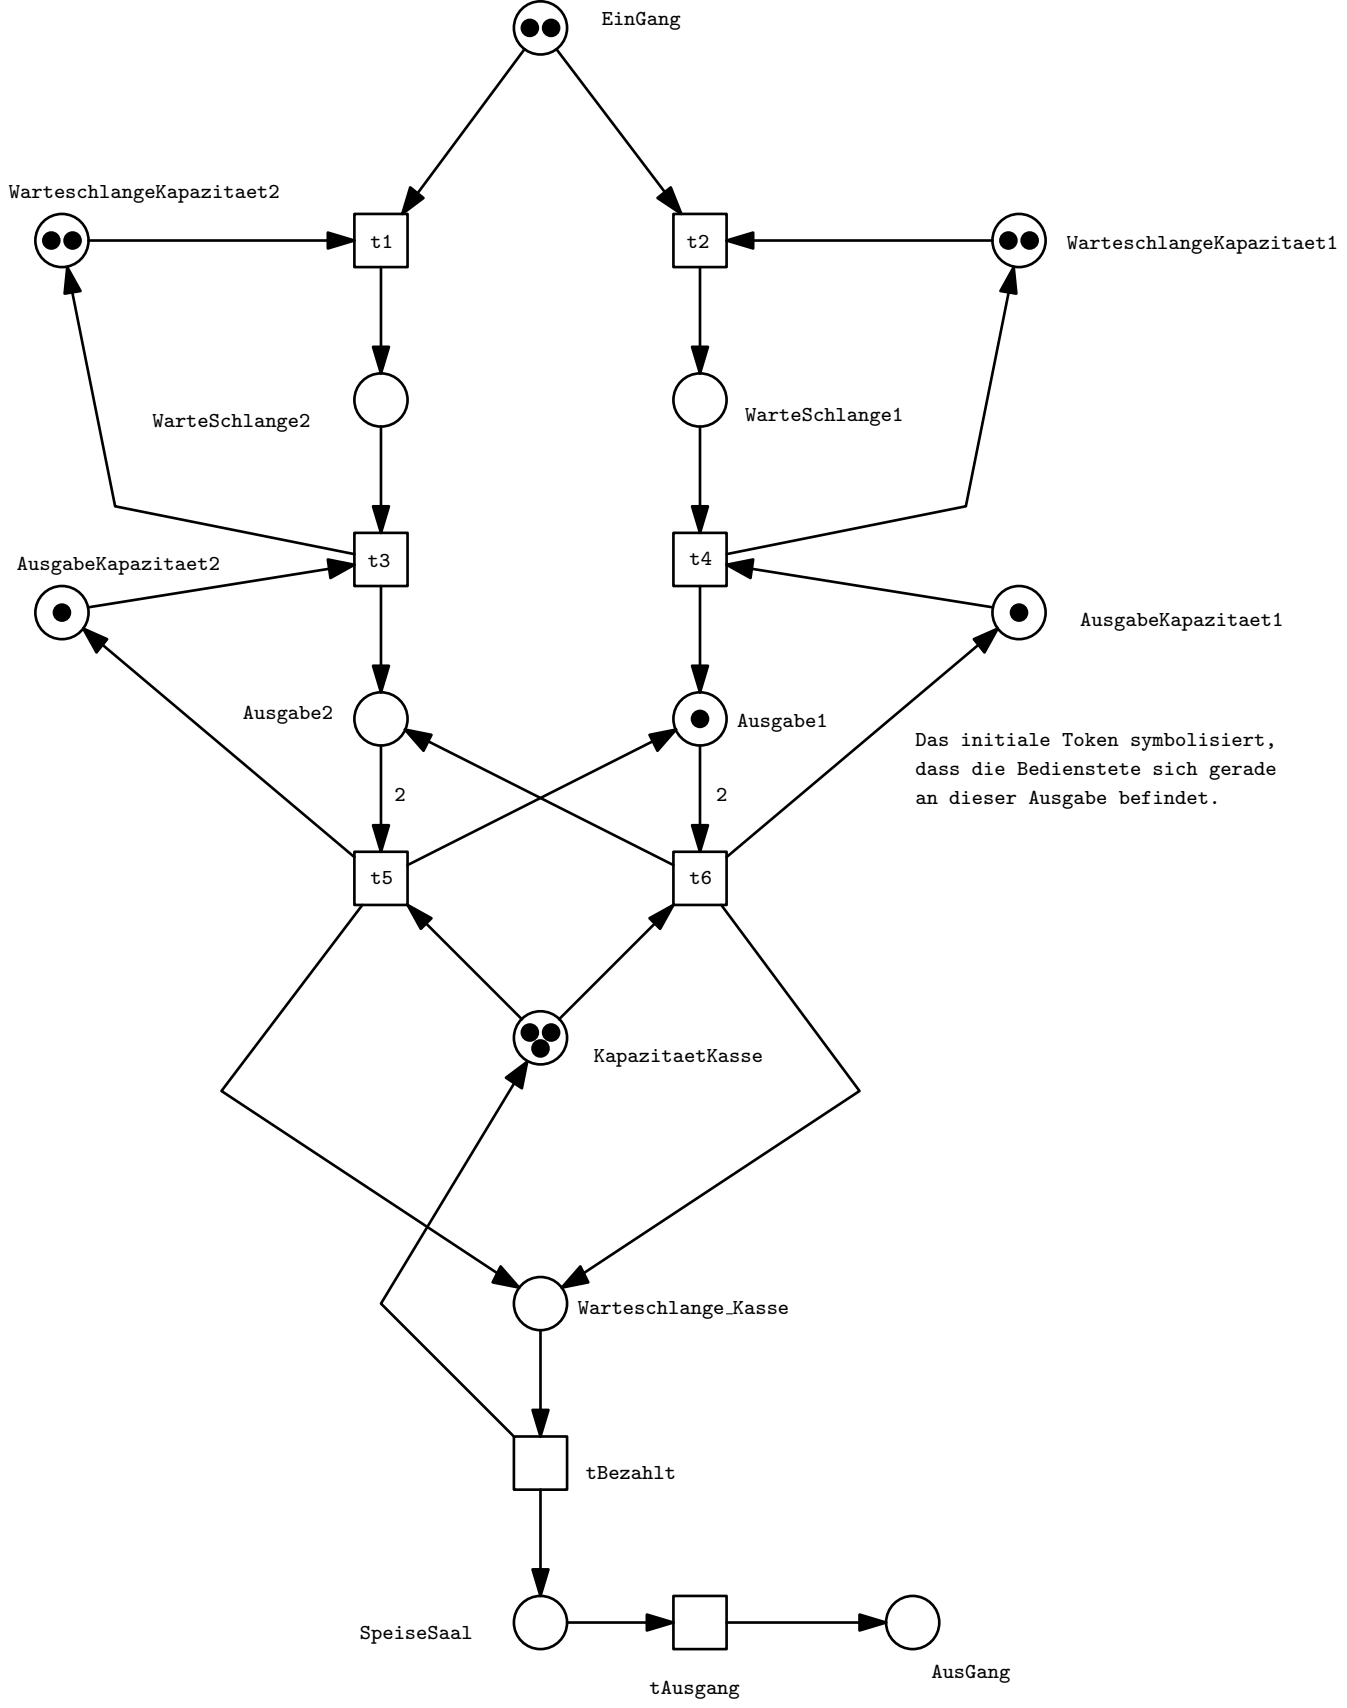 EinGang
WarteschlangeKapazitaet2
t1
t2
WarteschlangeKapazitaet1
WarteSchlange2
WarteSchlange1
t3
t4
AusgabeKapazitaet2
AusgabeKapazitaet1
Ausgabe2
Ausgabe1
Das initiale Token symbolisiert,
dass die Bedienstete sich gerade
an dieser Ausgabe befindet.
2
2
t5
t6
KapazitaetKasse
Warteschlange_Kasse
tBezahlt
SpeiseSaal
AusGang
tAusgang